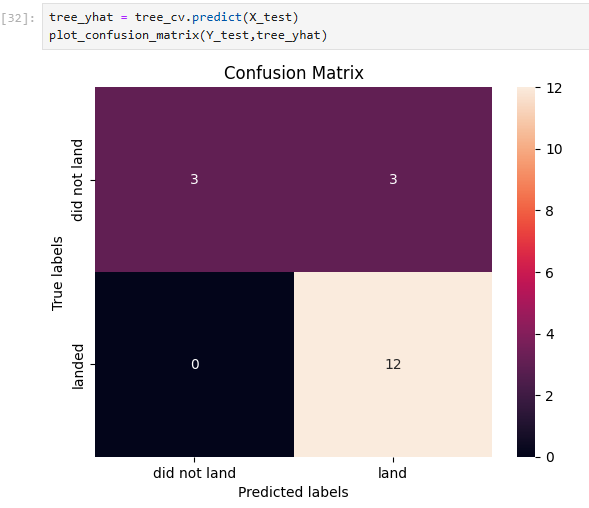 [32]:
tree_yhat = tree_cv.predict(X_test)
plot_confusion_matrix(Y_test,tree_yhat)
Confusion Matrix
True labels
did not land
landed
3
3
0
12
did not land
land
Predicted labels
12
10
8
6
4
2
0